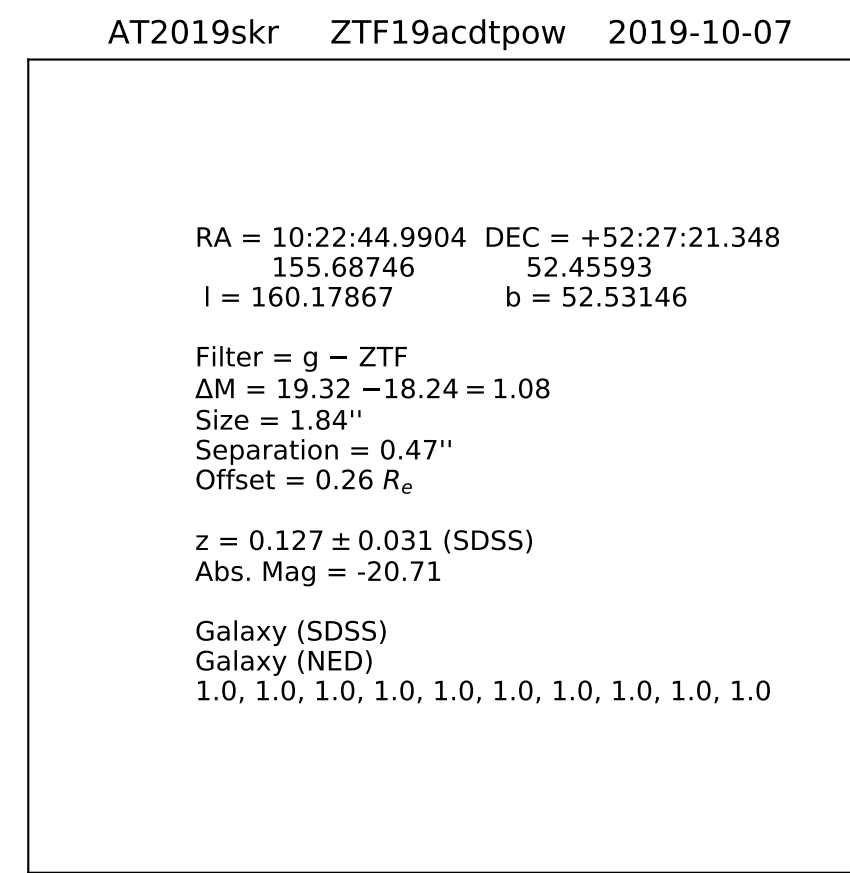 AT2019skr ZTF19acdtpow 2019-10-07
RA = 10:22:44.9904 DEC = +52:27:21.348
155.68746 52.45593
l = 160.17867 b = 52.53146
Filter = g − ZTF
ΔM = 19.32 −18.24 = 1.08
Size = 1.84''
Separation = 0.47''
Offset = 0.26 Re
z = 0.127 ± 0.031 (SDSS)
Abs. Mag = -20.71
Galaxy (SDSS)
Galaxy (NED)
1.0, 1.0, 1.0, 1.0, 1.0, 1.0, 1.0, 1.0, 1.0, 1.0